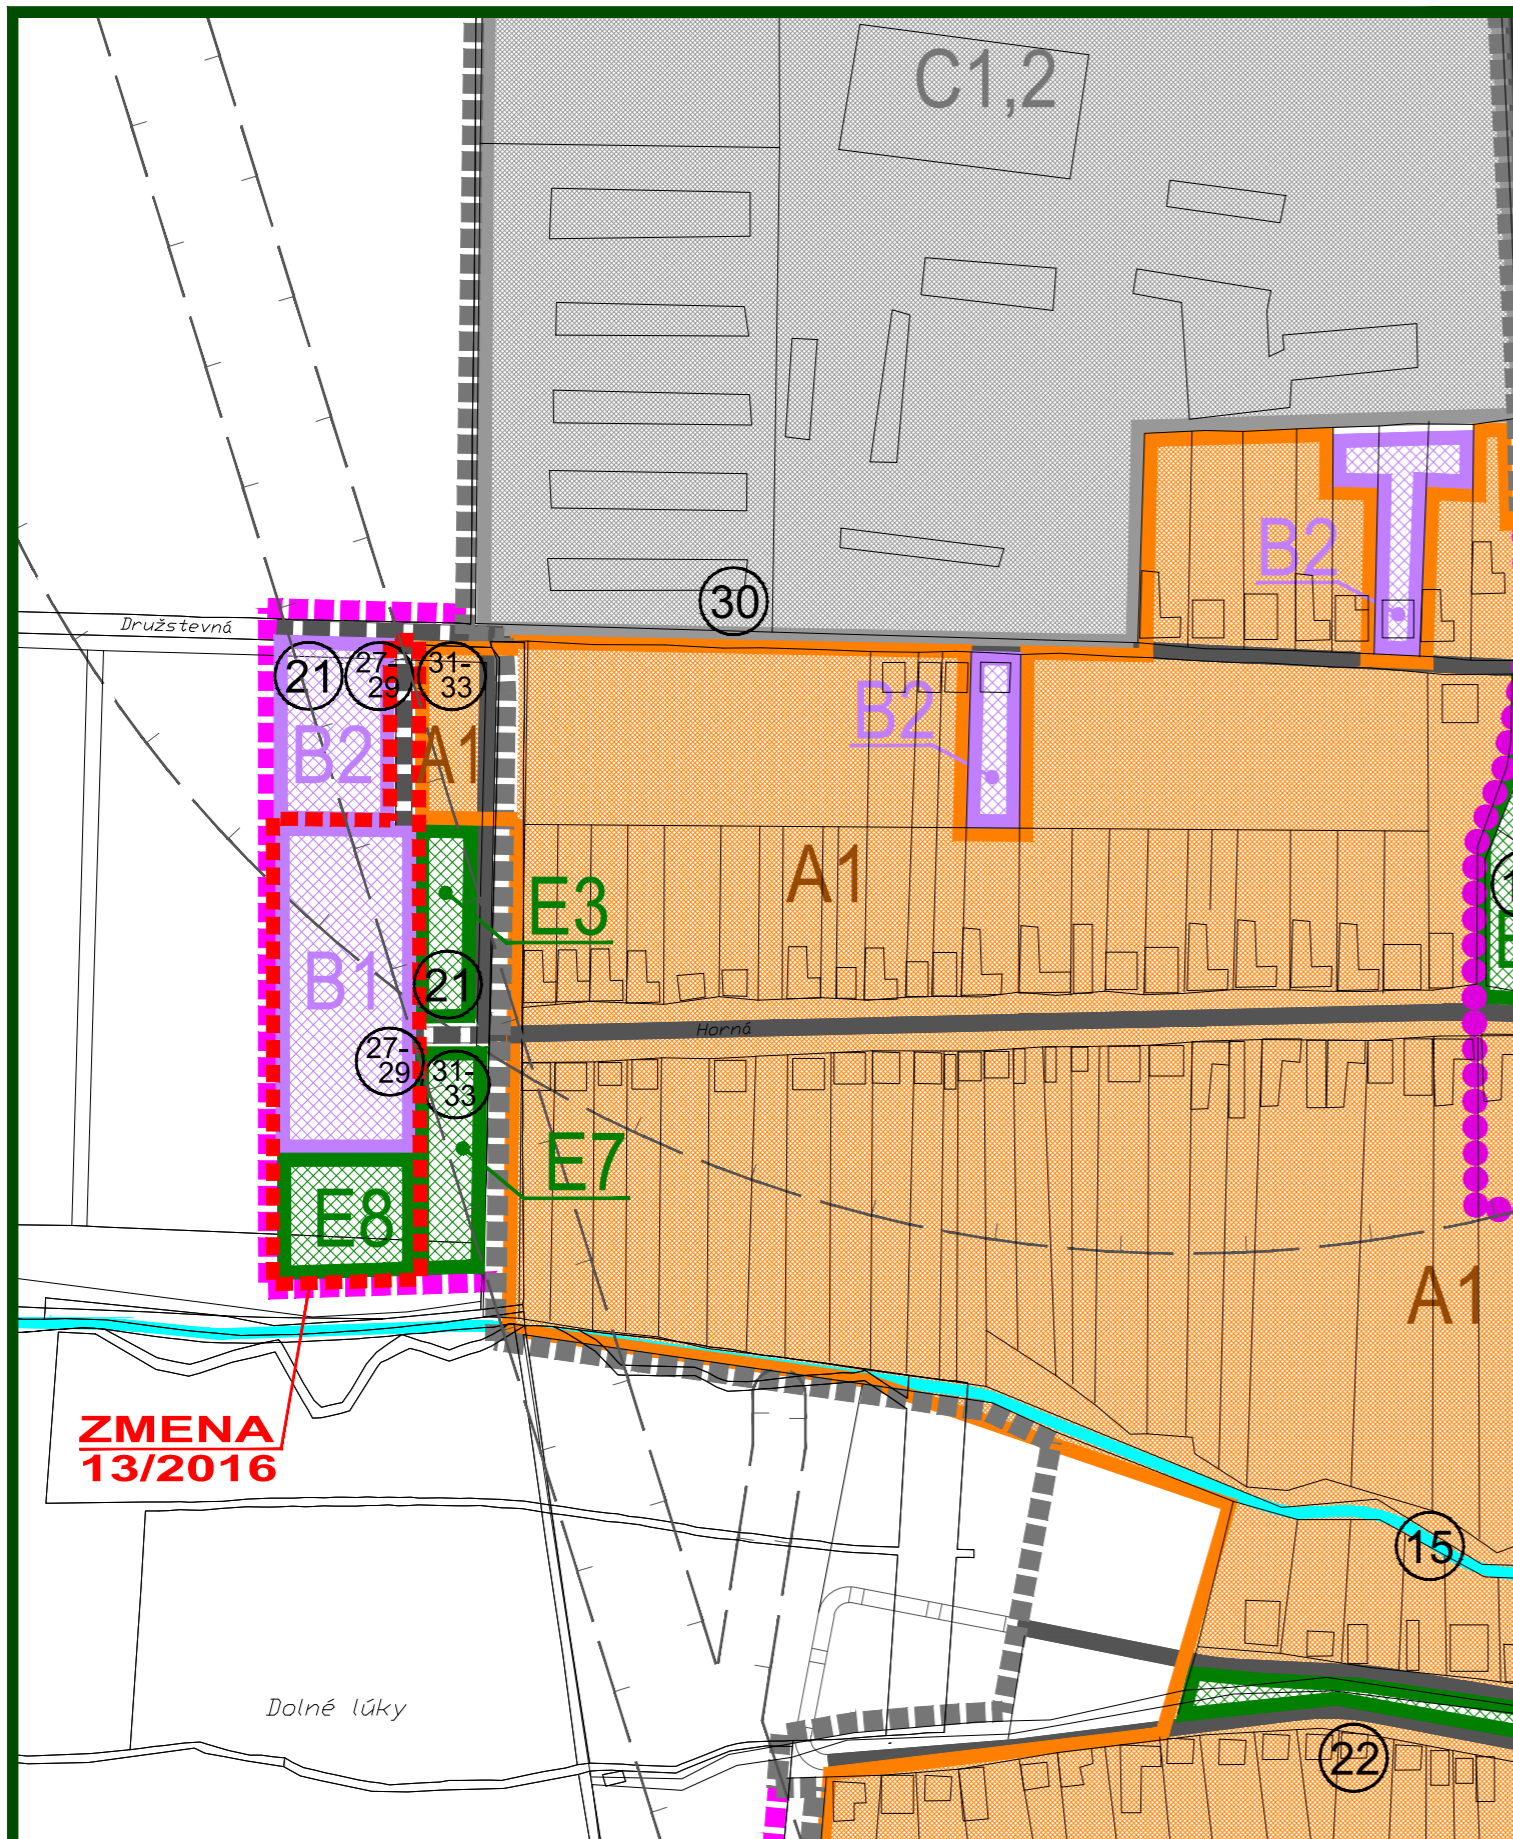 C1,2
B2
30
Družstevná
21
27-
29
31-
33
B2
A1
B2
A1
E3
B1
21
Horná
27-
29
31-
33
E7
E8
A1
ZMENA
13/2016
15
Dolné lúky
22